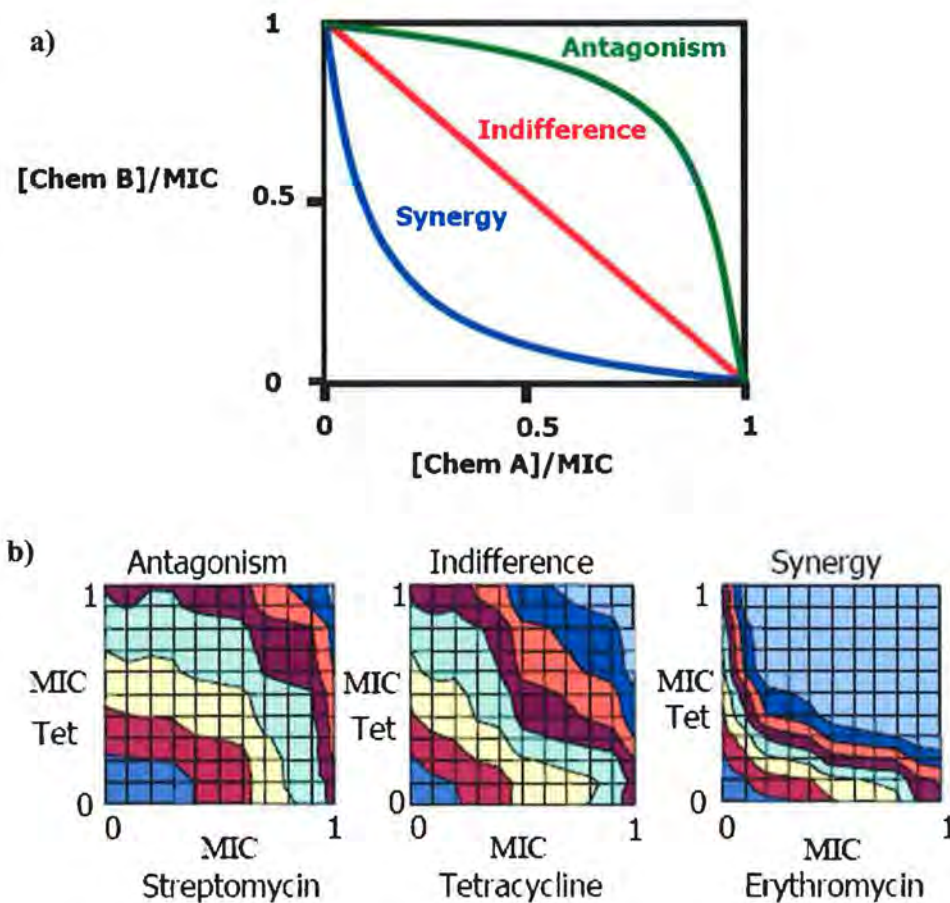 a)
1
Antagonism
Indifference
[Chem B]/MIC
0.5
Synergy
0
0 0.5 1
[Chem A]/MIC
b)
Antagonism Indifference Synergy
1 1 1
MIC MIC MIC
Tet Tet Tet
0 0 0
0 1 0 1 0 1
MIC MIC MIC
Streptomycin Tetracycline Erythromycin